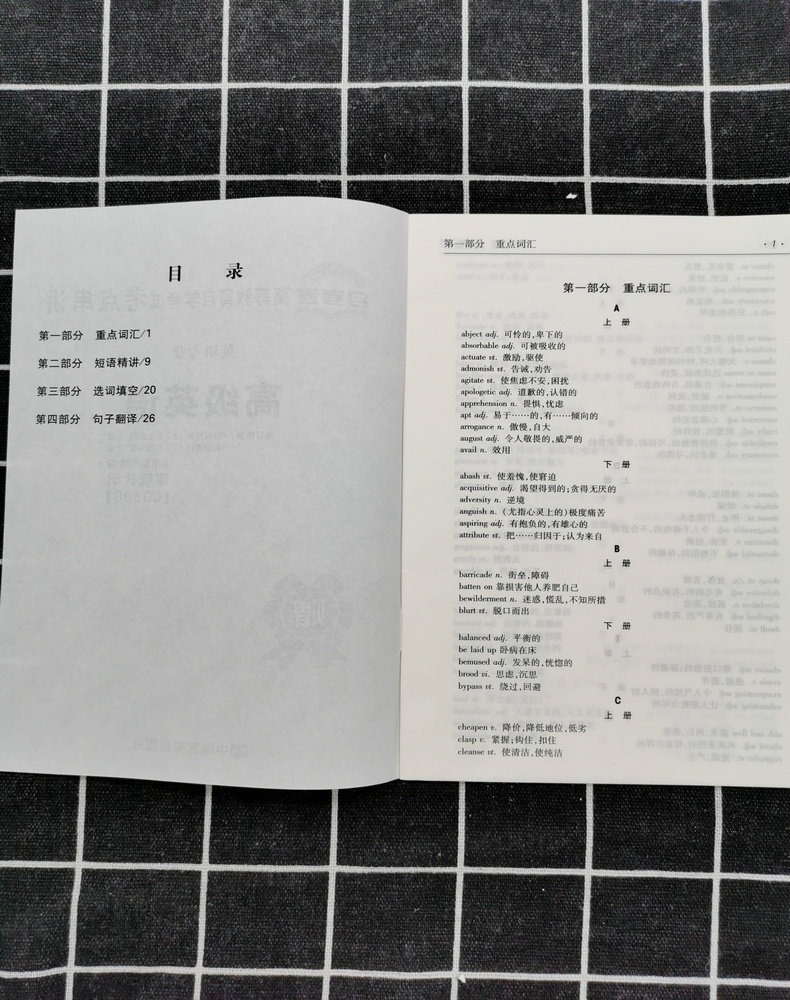 目 录
第一部分 重点词汇/1
第二部分 短语精讲/9
第三部分 选词填空/20
第四部分 句子翻译/26
第一部分 重点词汇 ·1·
第一部分 重点词汇
A
上 册
abject adj. 可怜的,卑下的
absorbable adj. 可被吸收的
actuate vt. 激励,驱使
admonish vt. 告诫,劝告
agitate vt. 使焦虑不安,困扰
apologetic adj. 道歉的,认错的
apprehension n. 畏惧,忧虑
apt adj. 易于……的,有……倾向的
arrogance n. 傲慢,自大
august adj. 令人敬畏的,威严的
avail n. 效用
下 册
abash vt. 使羞愧,使窘迫
acquisitive adj. 渴望得到的;贪得无厌的
adversity n. 逆境
anguish n. (尤指心灵上的)极度痛苦
aspiring adj. 有抱负的,有雄心的
attribute vt. 把……归因于;认为来自
B
上 册
barricade n. 街垒,障碍
batten on 靠损害他人养肥自己
bewilderment n. 迷惑,慌乱,不知所措
blurt vt. 脱口而出
下 册
balanced adj. 平衡的
be laid up 卧病在床
bemused adj. 发呆的,恍惚的
brood vi. 思虑,沉思
bypass vt. 绕过,回避
C
上 册
cheapen v. 降价,降低地位,低劣
clasp v. 紧握;钩住,扣住
cleanse vt. 使清洁,使纯洁